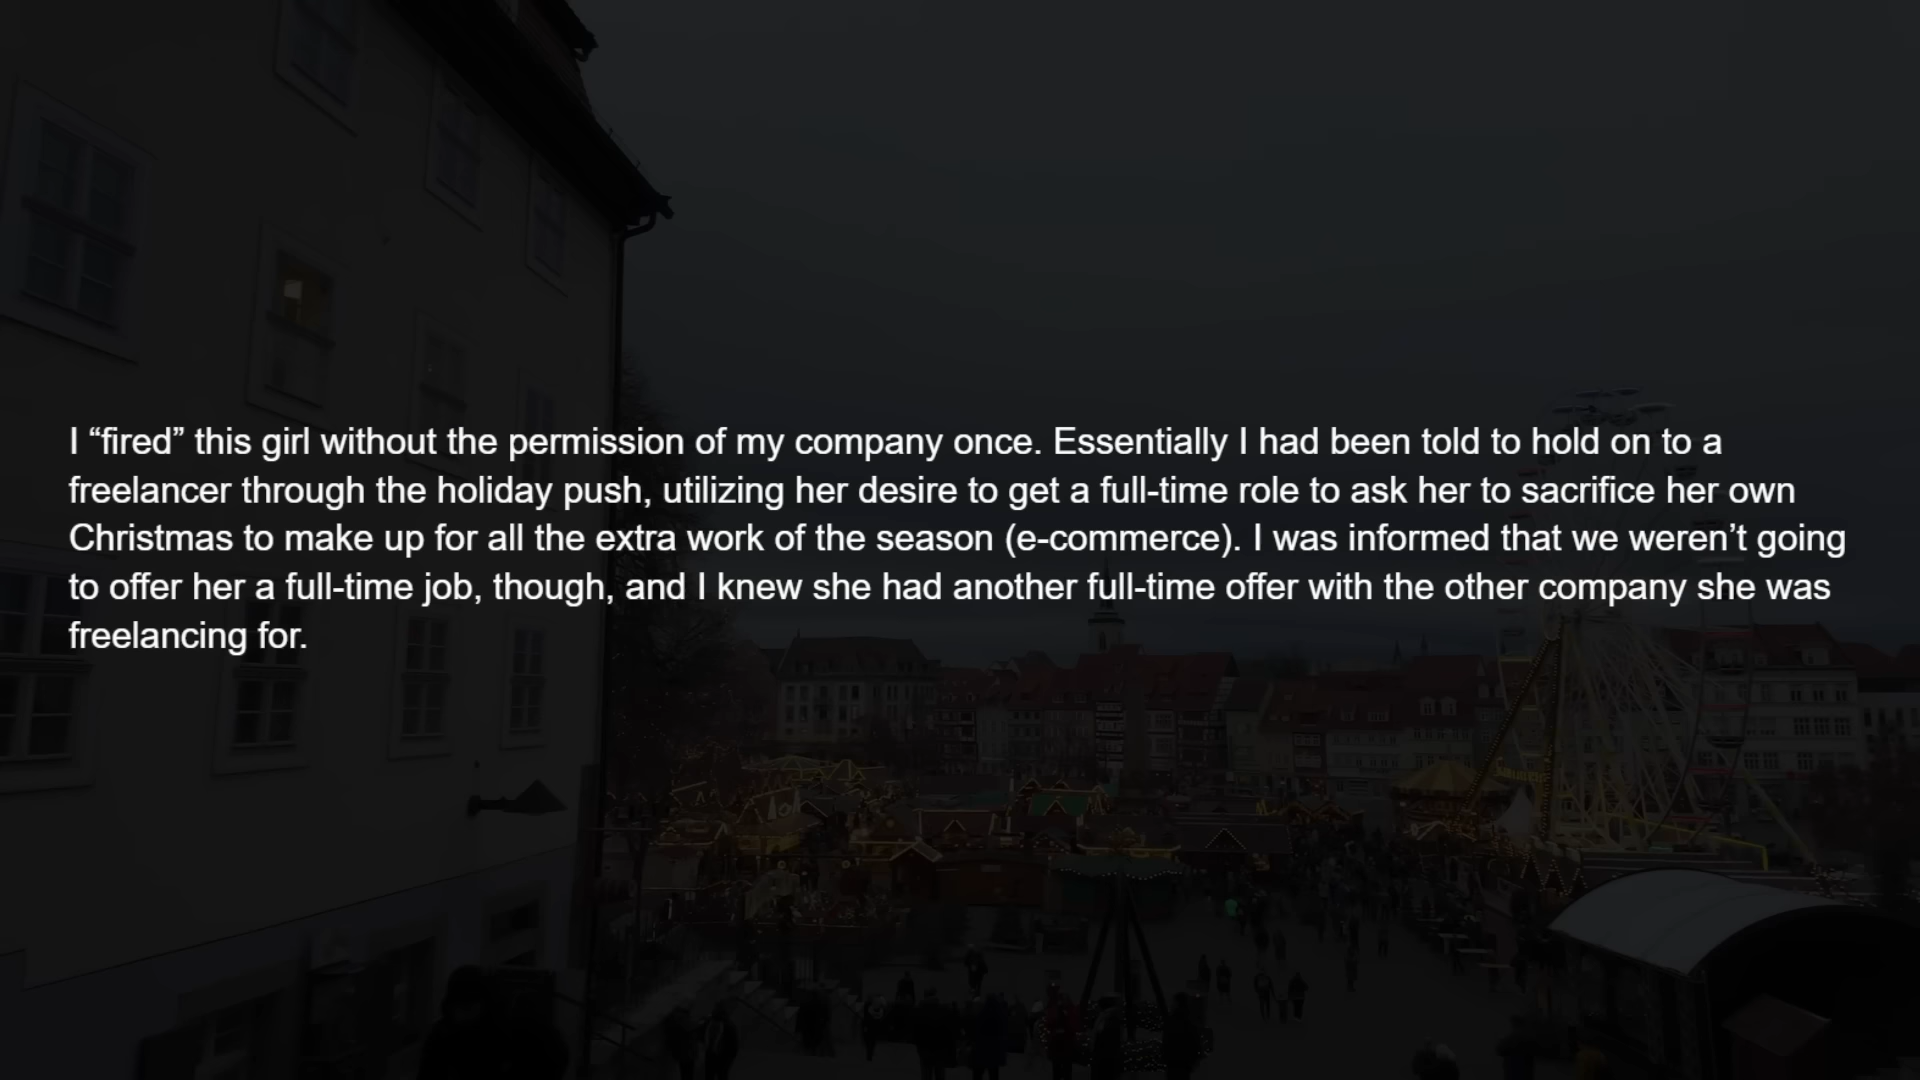 I “fired” this girl without the permission of my company once. Essentially I had been told to hold on to a
freelancer through the holiday push, utilizing her desire to get a full-time role to ask her to sacrifice her own
Christmas to make up for all the extra work of the season (e-commerce). I was informed that we weren’t going
to offer her a full-time job, though, and I knew she had another full-time offer with the other company she was
freelancing for.